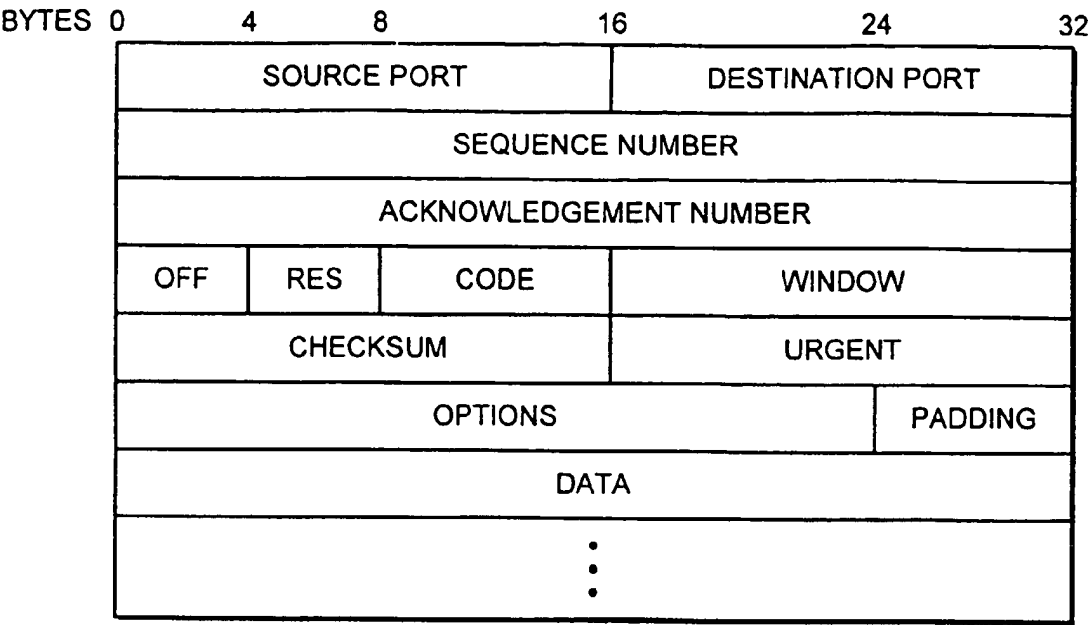 BYTES 0 4 8 16 24 32
SOURCE PORT DESTINATION PORT
SEQUENCE NUMBER
ACKNOWLEDGEMENT NUMBER
OFF RES CODE WINDOW
CHECKSUM URGENT
OPTIONS PADDING
DATA